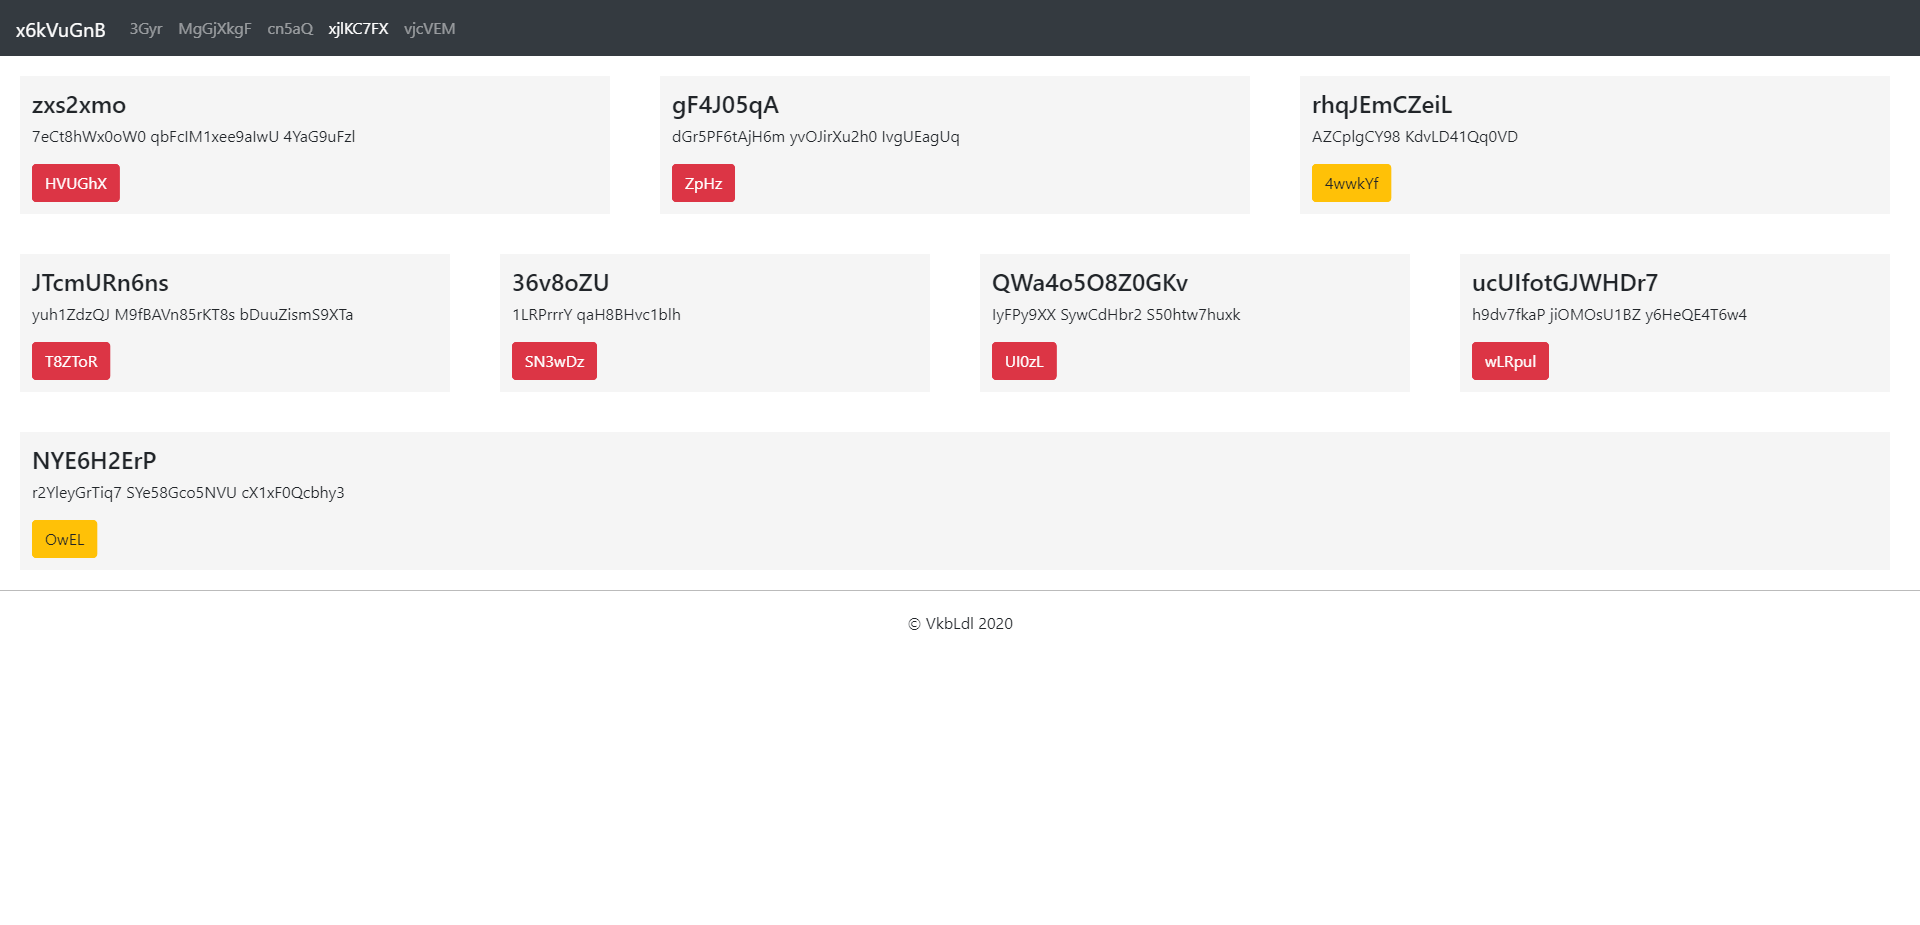 x6kVuGnB 3Gyr MgGjXkgF cn5aQ xjlKC7FX vjcVEM
zxs2xmo
7eCt8hWx0oW0 qbFcIM1xee9aIwU 4YaG9uFzl
HVUGhX
gF4J05qA
dGr5PF6tAjH6m yvOJirXu2h0 IvgUEagUq
ZpHz
rhqJEmCZeiL
AZCplgCY98 KdvLD41Qq0VD
4wwkYf
JTcmURn6ns
yuh1ZdzQJ M9fBAVn85rKT8s bDuuZismS9XTa
T8ZToR
36v8oZU
1LRPrrrY qaH8BHvc1blh
SN3wDz
QWa4o5O8Z0GKv
IyFPy9XX SywCdHbr2 S50htw7huxk
UI0zL
ucUIfotGJWHDr7
h9dv7fkaP jiOMOsU1BZ y6HeQE4T6w4
wLRpul
NYE6H2ErP
r2YleyGrTiq7 SYe58Gco5NVU cX1xF0Qcbhy3
OwEL
© VkbLdl 2020